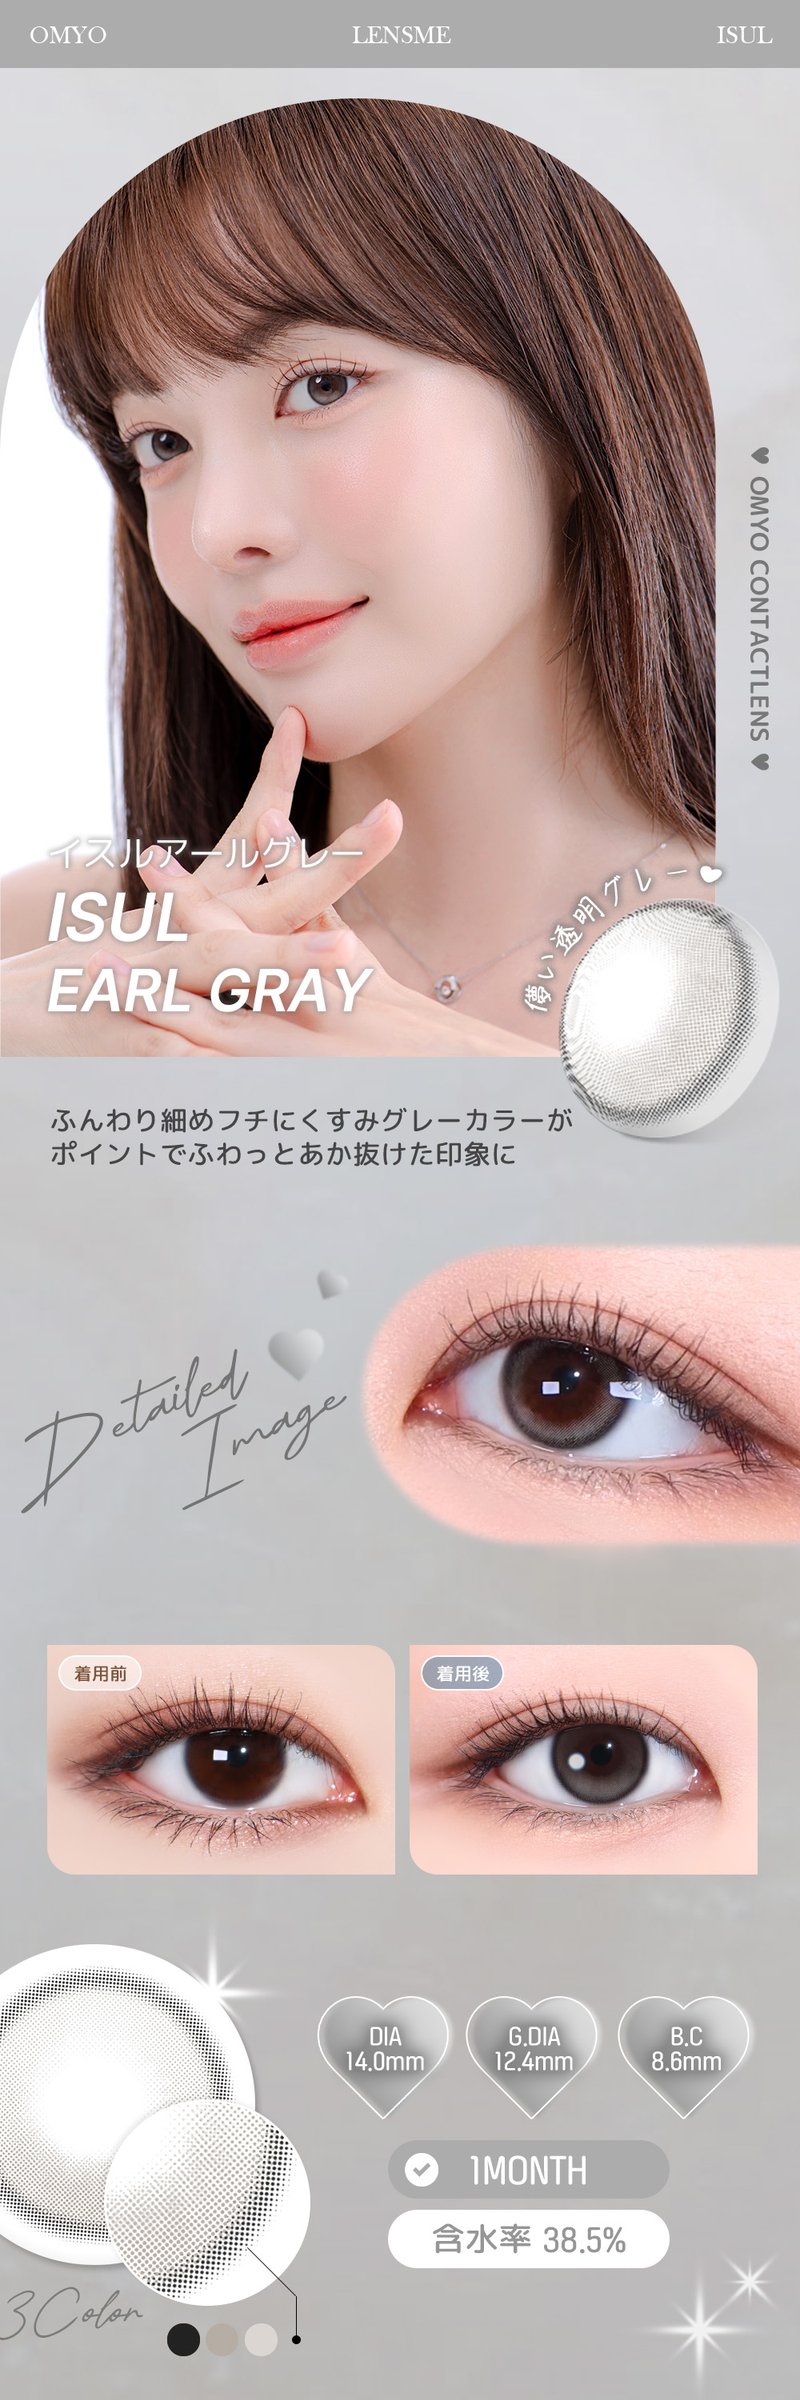 OMYO LENSME ISUL
♥ OMYO CONTACTLENS ♥
イスルアールグレー
ISUL
EARL GRAY
儚い透明グレー♥
ふんわり細めフチにくすみグレーカラーが
ポイントでふわっとあか抜けた印象に
Detailed
Image
着用前
着用後
DIA
14.0mm
G.DIA
12.4mm
B.C
8.6mm
1MONTH
含水率 38.5%
3Color